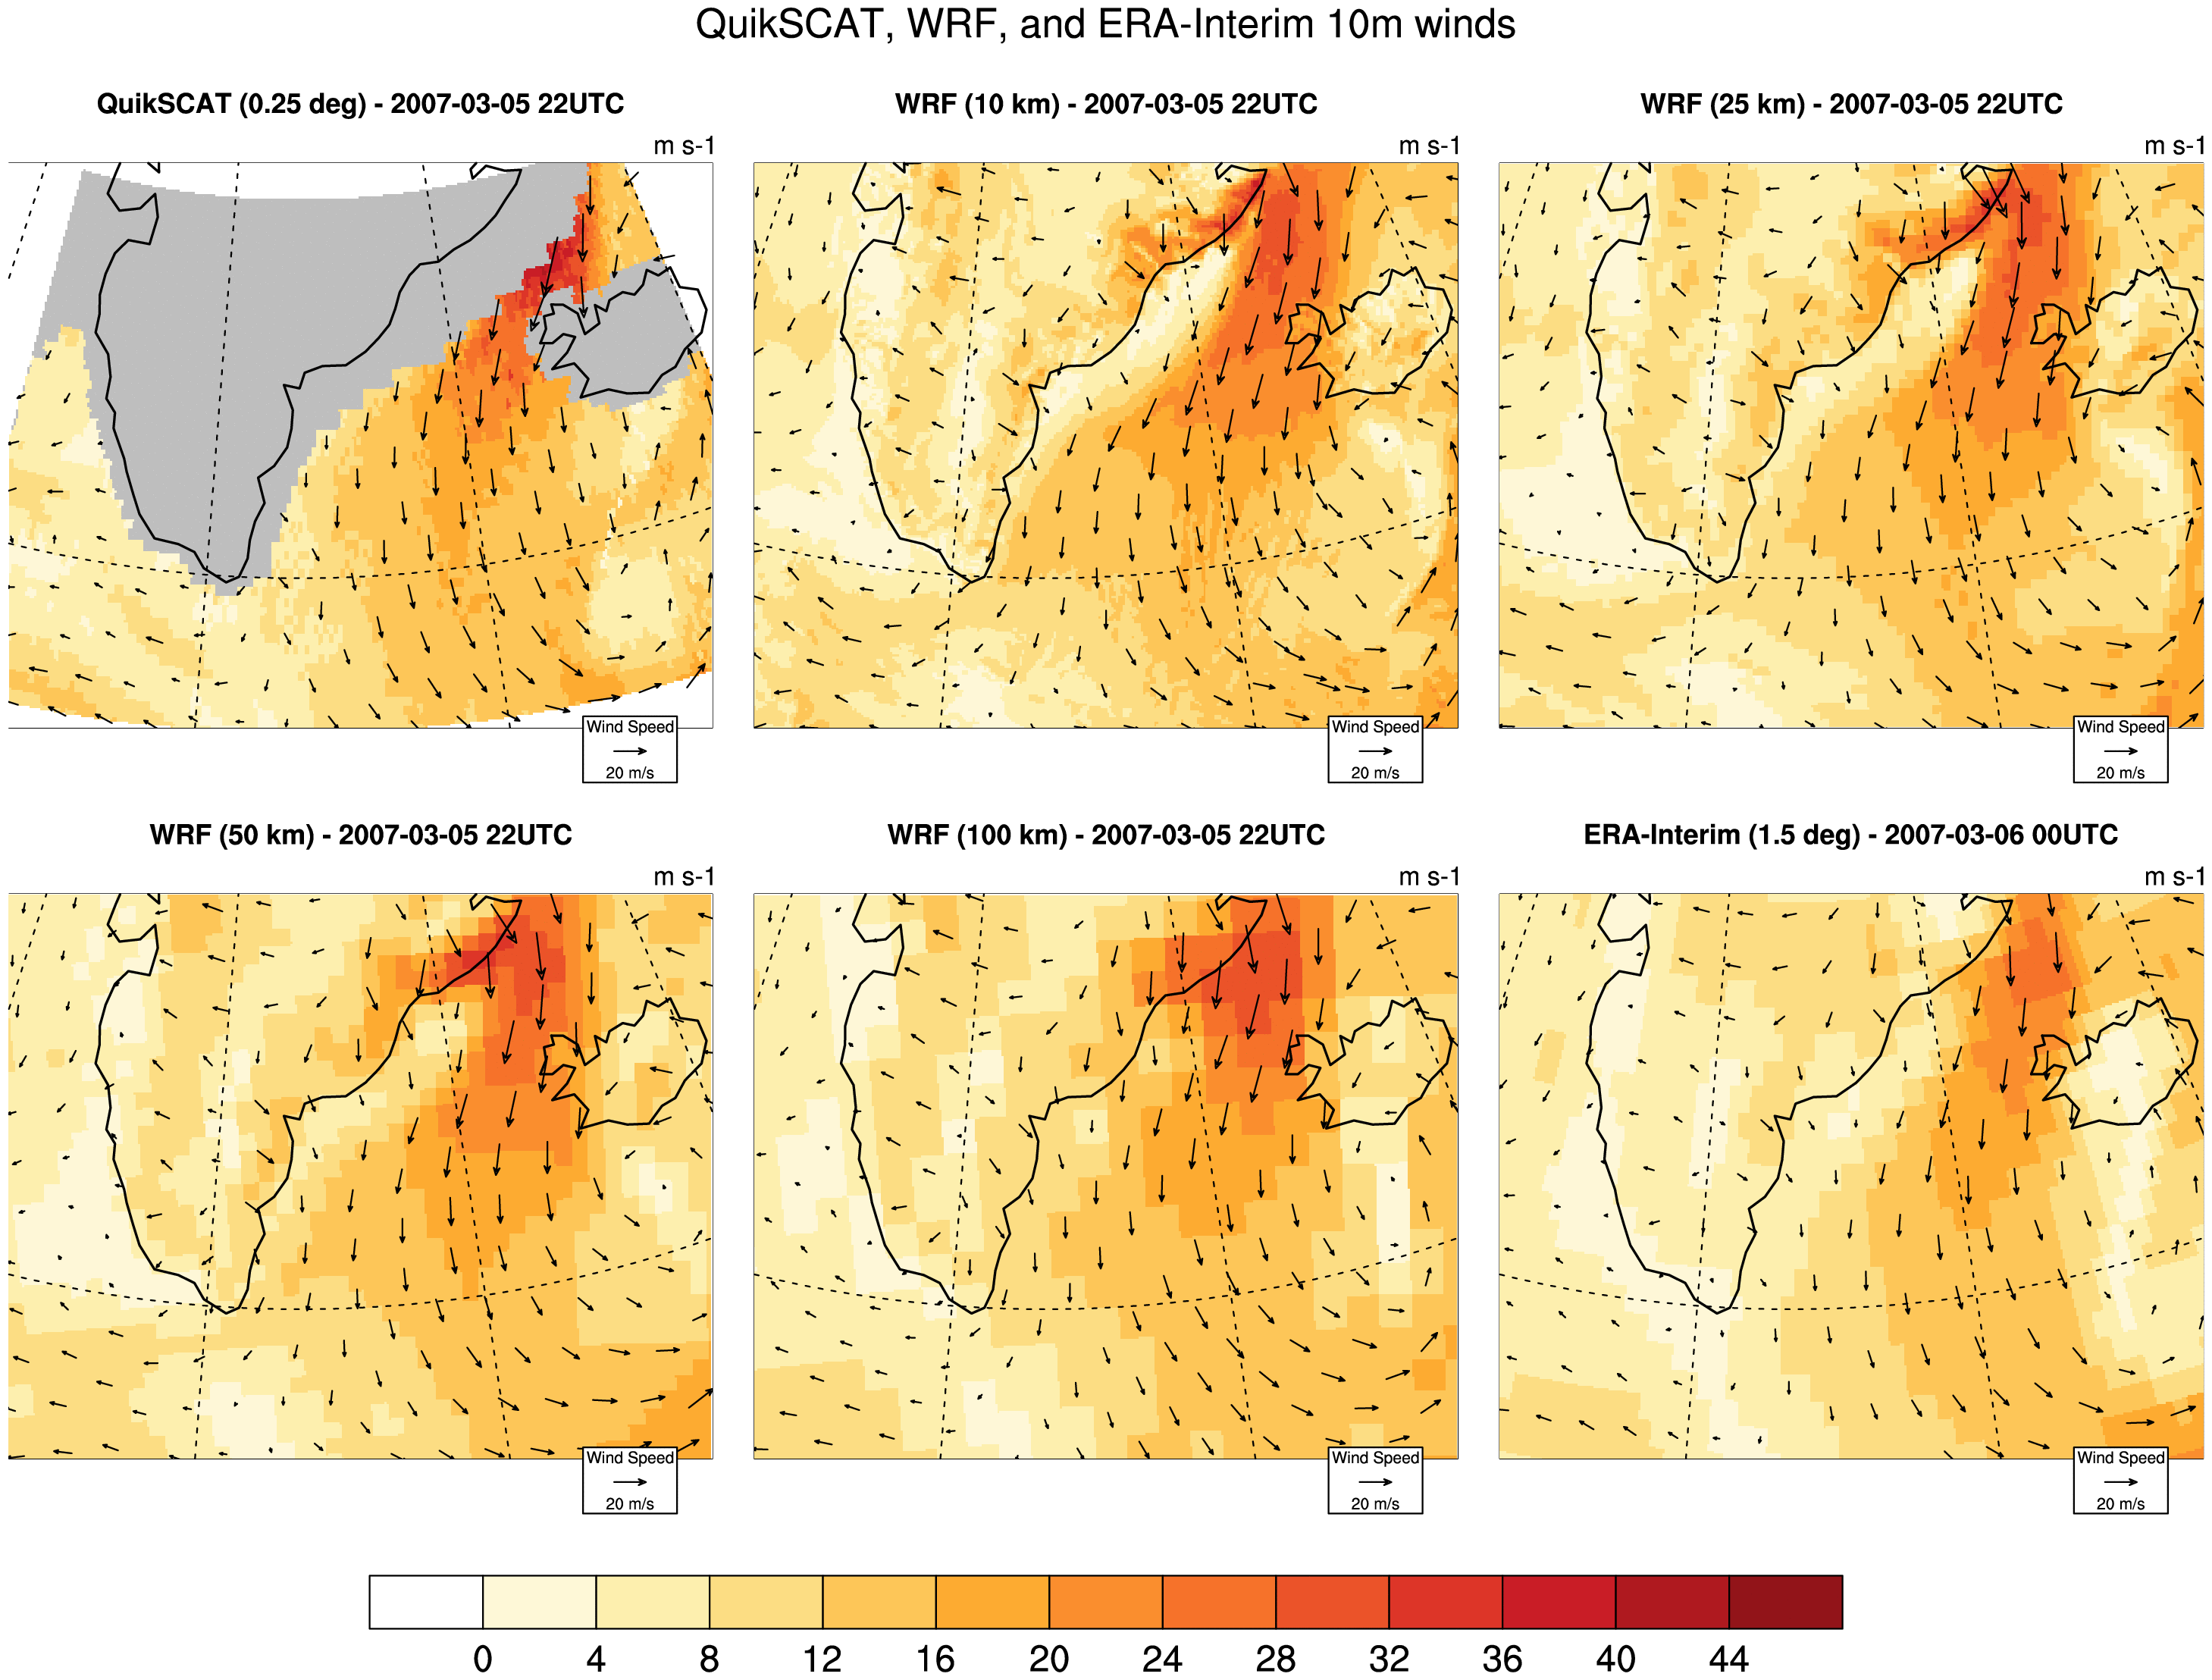 QuikSCAT, WRF, and ERA-Interim 10m winds
QuikSCAT (0.25 deg) - 2007-03-05 22UTC
m s-1
Wind Speed
20 m/s
WRF (10 km) - 2007-03-05 22UTC
m s-1
Wind Speed
20 m/s
WRF (25 km) - 2007-03-05 22UTC
m s-1
Wind Speed
20 m/s
WRF (50 km) - 2007-03-05 22UTC
m s-1
Wind Speed
20 m/s
WRF (100 km) - 2007-03-05 22UTC
m s-1
Wind Speed
20 m/s
ERA-Interim (1.5 deg) - 2007-03-06 00UTC
m s-1
Wind Speed
20 m/s
0 4 8 12 16 20 24 28 32 36 40 44